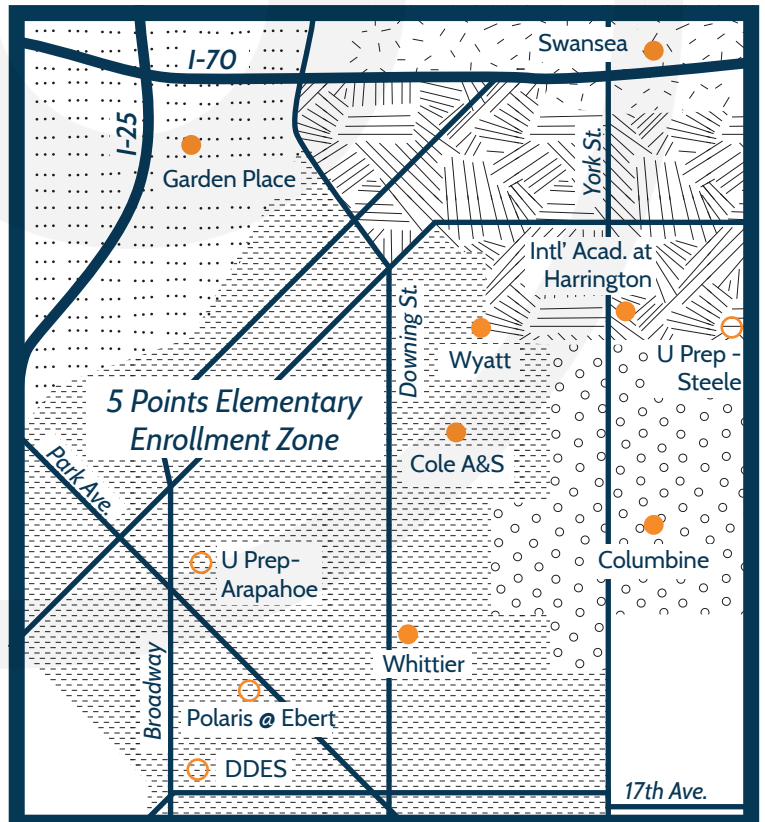 Swansea
I-70
I-25
Garden Place
York St.
Intl’ Acad. at
Harrington
Downing St.
Wyatt
U Prep -
Steele
5 Points Elementary
Enrollment Zone
Park Ave.
Cole A&S
U Prep-
Arapahoe
Columbine
Whittier
Broadway
Polaris @ Ebert
DDES
17th Ave.